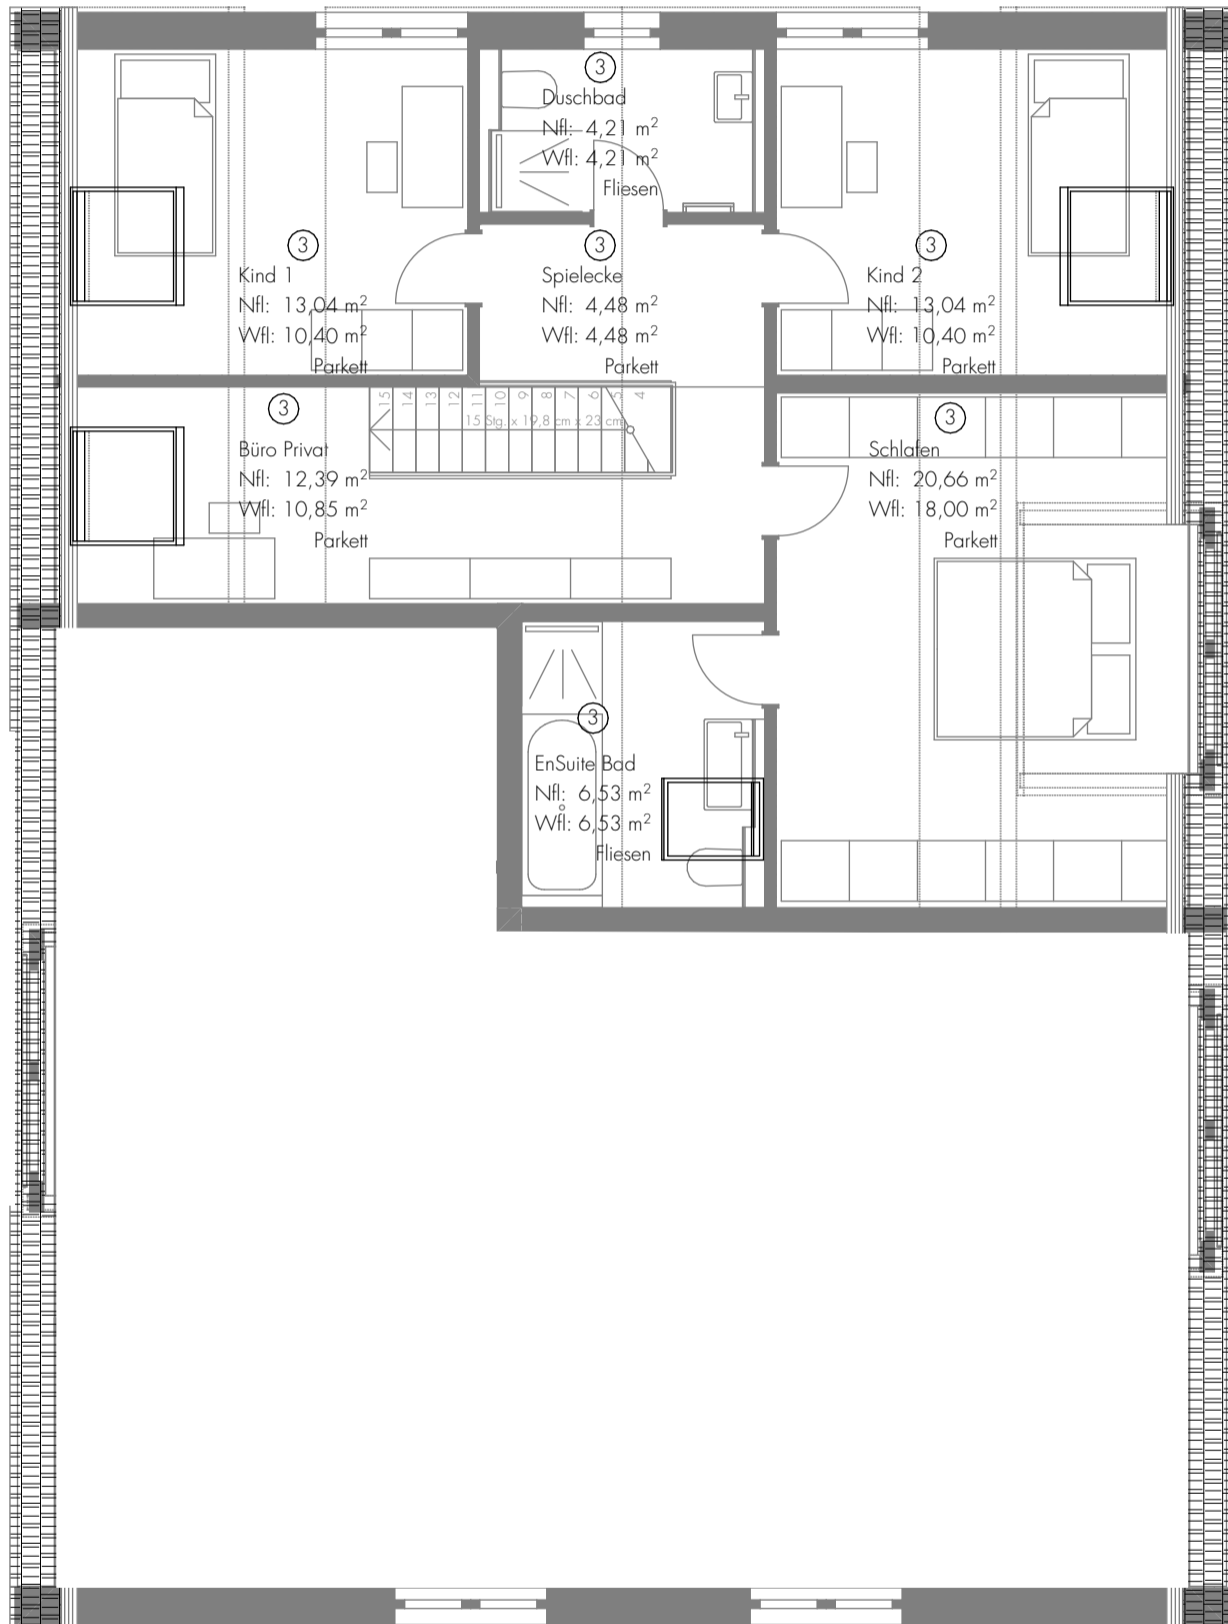 3
Duschbad
Nfl: 4,21 m²
Wfl: 4,21 m²
Fliesen
3
Kind 1
Nfl: 13,04 m²
Wfl: 10,40 m²
Parkett
3
Spielecke
Nfl: 4,48 m²
Wfl: 4,48 m²
Parkett
3
Kind 2
Nfl: 13,04 m²
Wfl: 10,40 m²
Parkett
3
Büro Privat
Nfl: 12,39 m²
Wfl: 10,85 m²
Parkett
15 14 13 12 11 10 9 8 7 6 5 4
15 Stg. x 19,8 cm x 23 cm
3
Schlafen
Nfl: 20,66 m²
Wfl: 18,00 m²
Parkett
3
EnSuite Bad
Nfl: 6,53 m²
Wfl: 6,53 m²
Fliesen